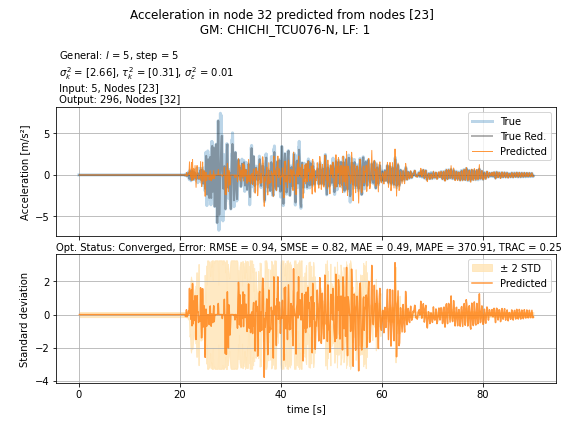 Acceleration in node 32 predicted from nodes [23]
GM: CHICHI_TCU076-N, LF: 1
General: l = 5, step = 5
σ²ₖ = [2.66], τ²ₖ = [0.31], σ²ε = 0.01
Input: 5, Nodes [23]
Output: 296, Nodes [32]
Acceleration [m/s²]
5
0
−5
True
True Red.
Predicted
Opt. Status: Converged, Error: RMSE = 0.94, SMSE = 0.82, MAE = 0.49, MAPE = 370.91, TRAC = 0.25
Standard deviation
2
0
−2
−4
± 2 STD
Predicted
0 20 40 60 80
time [s]